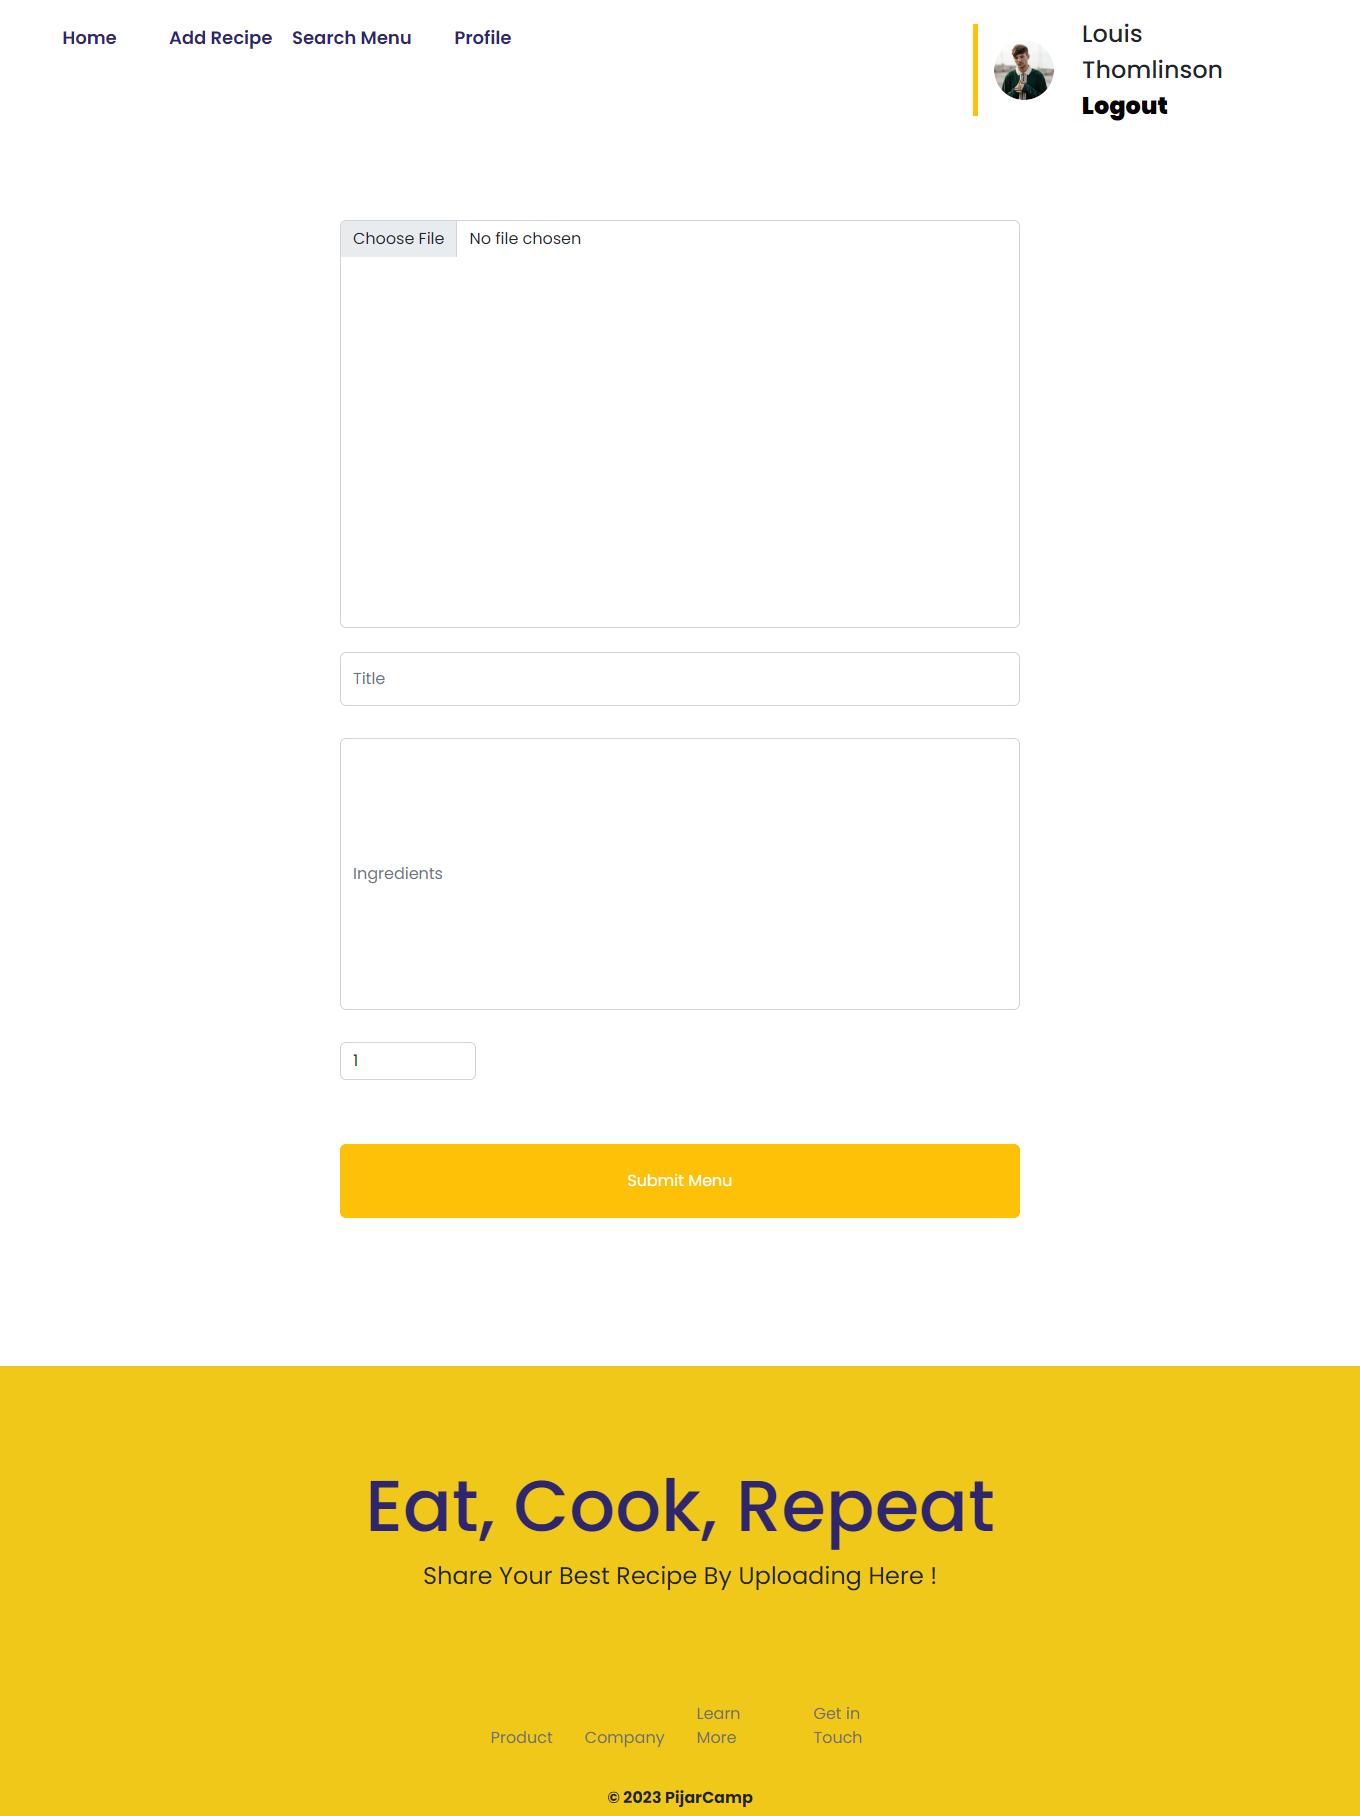 Home Add Recipe Search Menu Profile
Louis
Thomlinson
Logout
Choose File No file chosen
Title
Ingredients
1
Submit Menu
Eat, Cook, Repeat
Share Your Best Recipe By Uploading Here !
Product Company Learn More Get in Touch
© 2023 PijarCamp